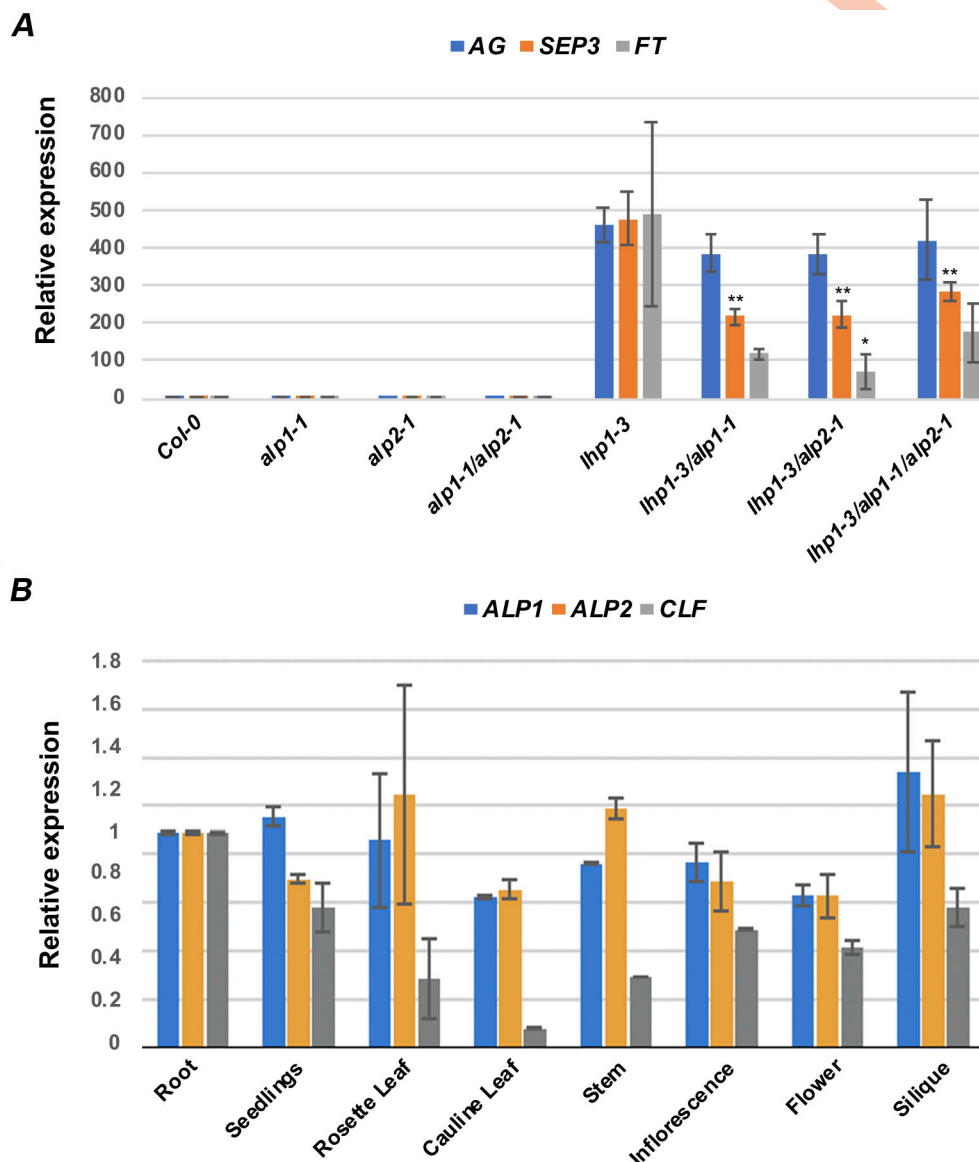 A
AG SEP3 FT
Relative expression
800
700
600
500
400
300
200
100
0
**
**
*
**
Col-0
alp1-1
alp2-1
alp1-1/alp2-1
lhp1-3
lhp1-3/alp1-1
lhp1-3/alp2-1
lhp1-3/alp1-1/alp2-1
B
ALP1 ALP2 CLF
Relative expression
1.8
1.6
1.4
1.2
1
0.8
0.6
0.4
0.2
0
Root
Seedlings
Rosette Leaf
Cauline Leaf
Stem
Inflorescence
Flower
Silique